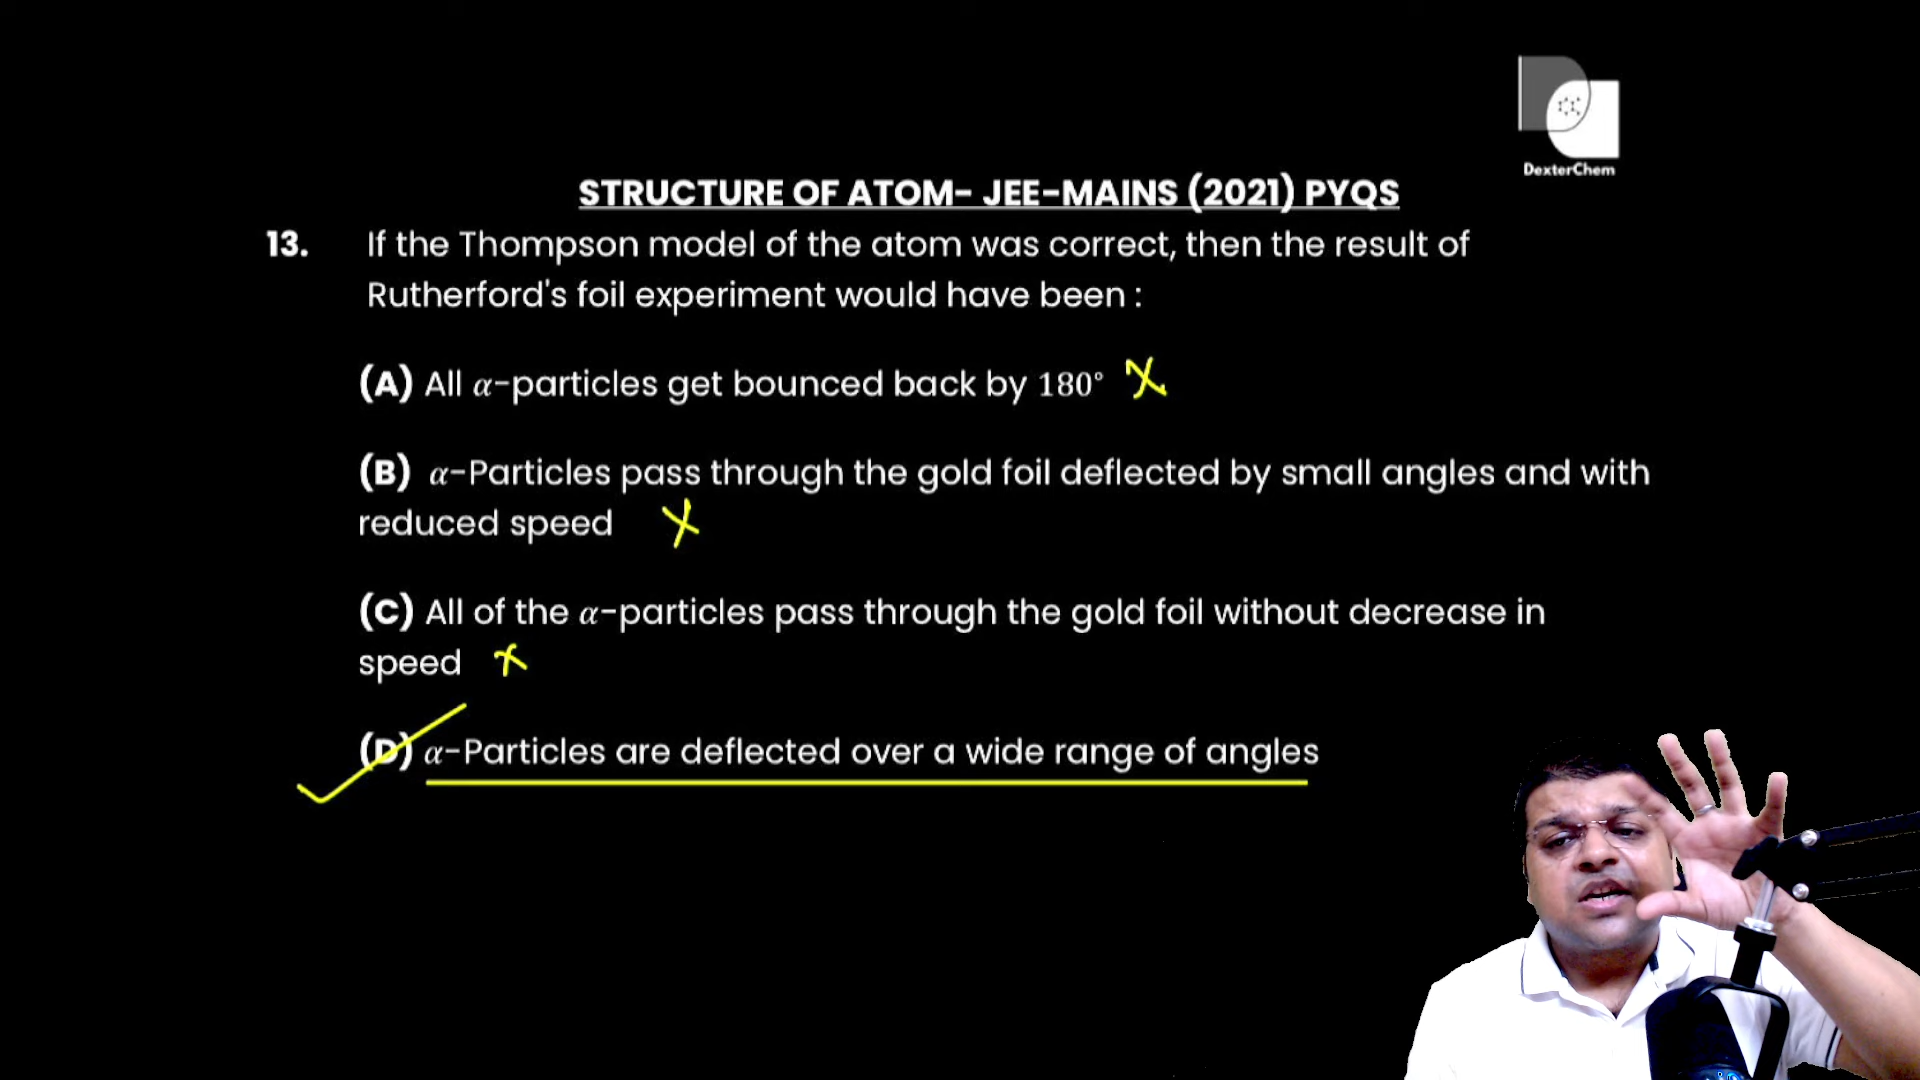 DexterChem
STRUCTURE OF ATOM- JEE-MAINS (2021) PYQS
13. If the Thompson model of the atom was correct, then the result of
Rutherford's foil experiment would have been :
(A) All α-particles get bounced back by 180°
(B) α-Particles pass through the gold foil deflected by small angles and with
reduced speed
(C) All of the α-particles pass through the gold foil without decrease in
speed
(D) α-Particles are deflected over a wide range of angles